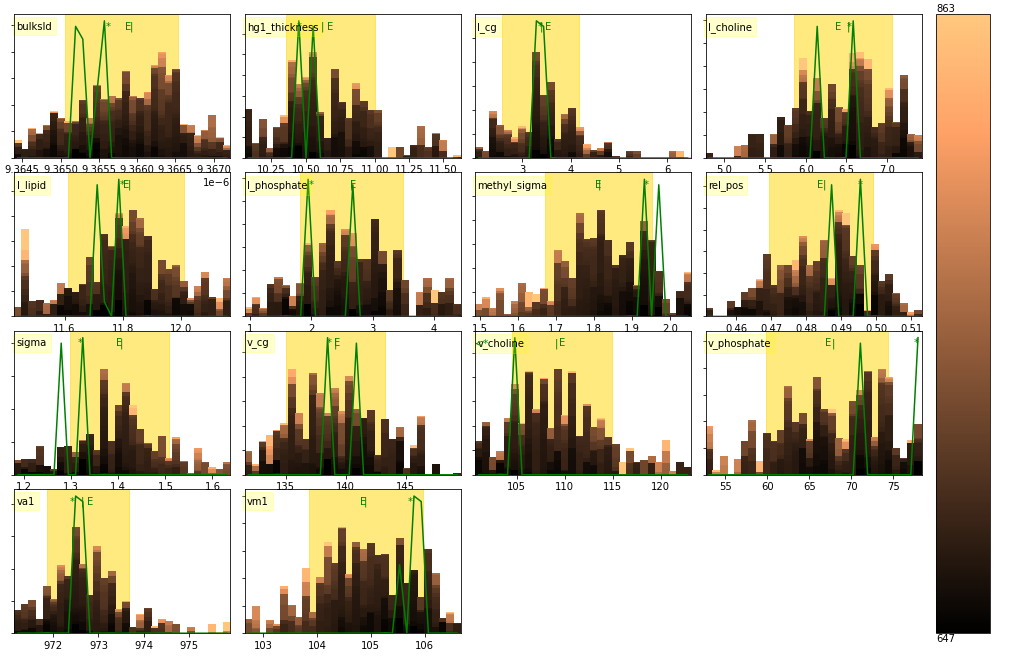 863
bulksld * E|
hg1_thickness | E
l_cg * E
l_choline E *
9.3645 9.3650 9.3655 9.3660 9.3665 9.3670
10.25 10.50 10.75 11.00 11.25 11.50
3 4 5 6
5.0 5.5 6.0 6.5 7.0
l_lipid *E| 1e−6
l_phosphate * E
methyl_sigma E *
rel_pos E| *
11.6 11.8 12.0
1 2 3 4
1.5 1.6 1.7 1.8 1.9 2.0
0.46 0.47 0.48 0.49 0.50 0.51
sigma * E
v_cg * E
v_choline |E
v_phosphate E | *
1.2 1.3 1.4 1.5 1.6
135 140 145
105 110 115 120
55 60 65 70 75
va1 * E
vm1 E| *
972 973 974 975
103 104 105 106
647